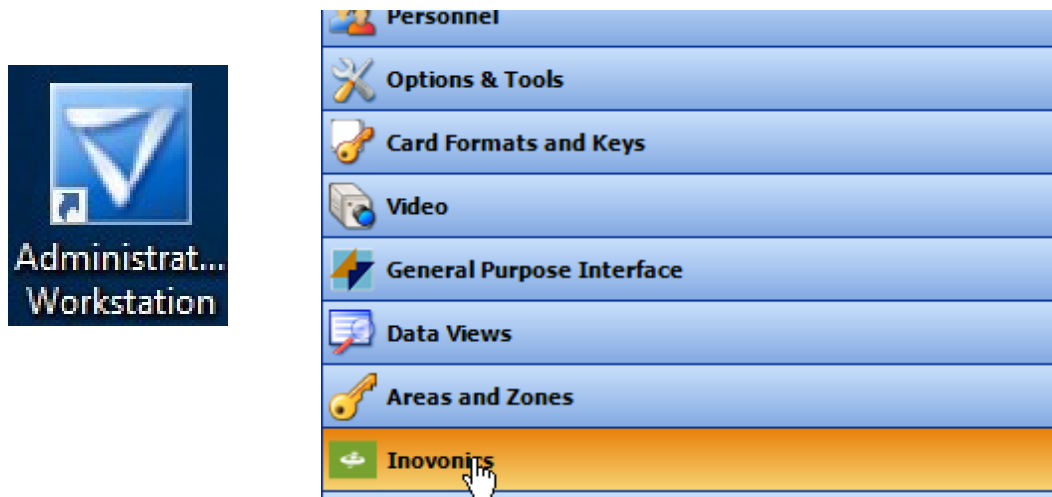 Administrat...
Workstation
Personnel
Options & Tools
Card Formats and Keys
Video
General Purpose Interface
Data Views
Areas and Zones
Inovonics